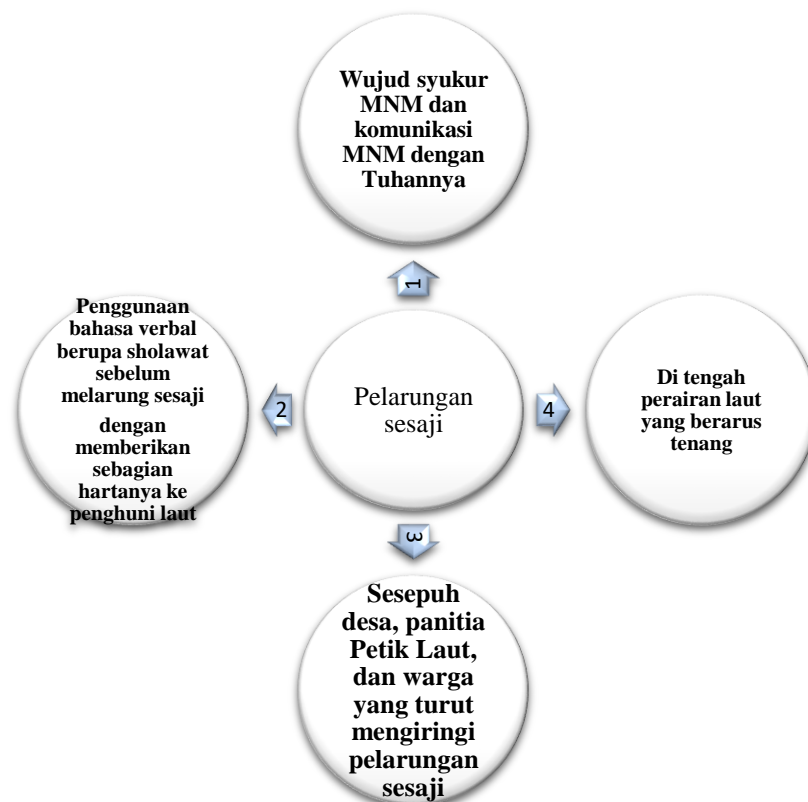 Wujud syukur
MNM dan
komunikasi
MNM dengan
Tuhannya
1
Penggunaan
bahasa verbal
berupa sholawat
sebelum
melarung sesaji
dengan
memberikan
sebagian
hartanya ke
penghuni laut
2
Pelarungan
sesaji
4
Di tengah
perairan laut
yang berarus
tenang
3
Sesepuh
desa, panitia
Petik Laut,
dan warga
yang turut
mengiringi
pelarungan
sesaji